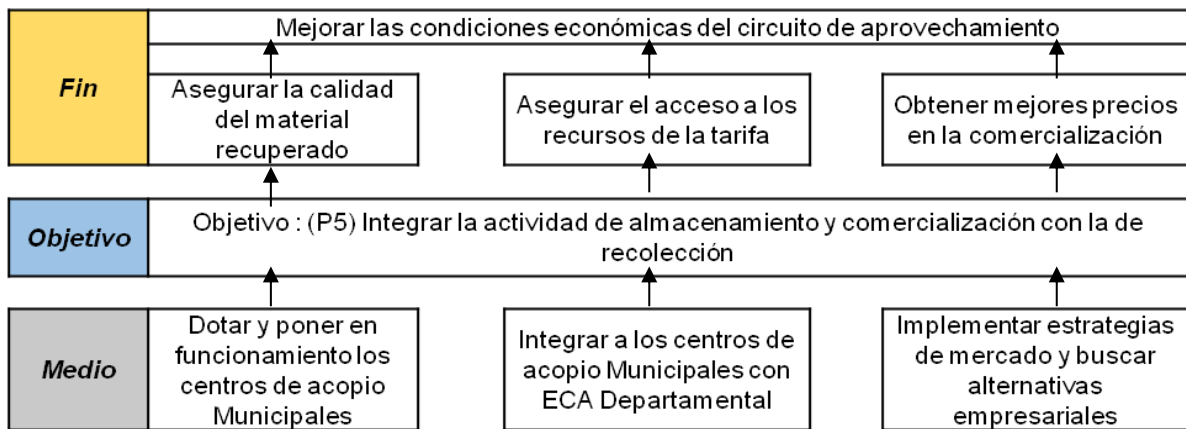 Mejorar las condiciones económicas del circuito de aprovechamiento
Fin
Asegurar la calidad
del material
recuperado
Asegurar el acceso a los
recursos de la tarifa
Obtener mejores precios
en la comercialización
Objetivo
Objetivo : (P5) Integrar la actividad de almacenamiento y comercialización con la de
recolección
Medio
Dotar y poner en
funcionamiento los
centros de acopio
Municipales
Integrar a los centros de
acopio Municipales con
ECA Departamental
Implementar estrategias
de mercado y buscar
alternativas
empresariales